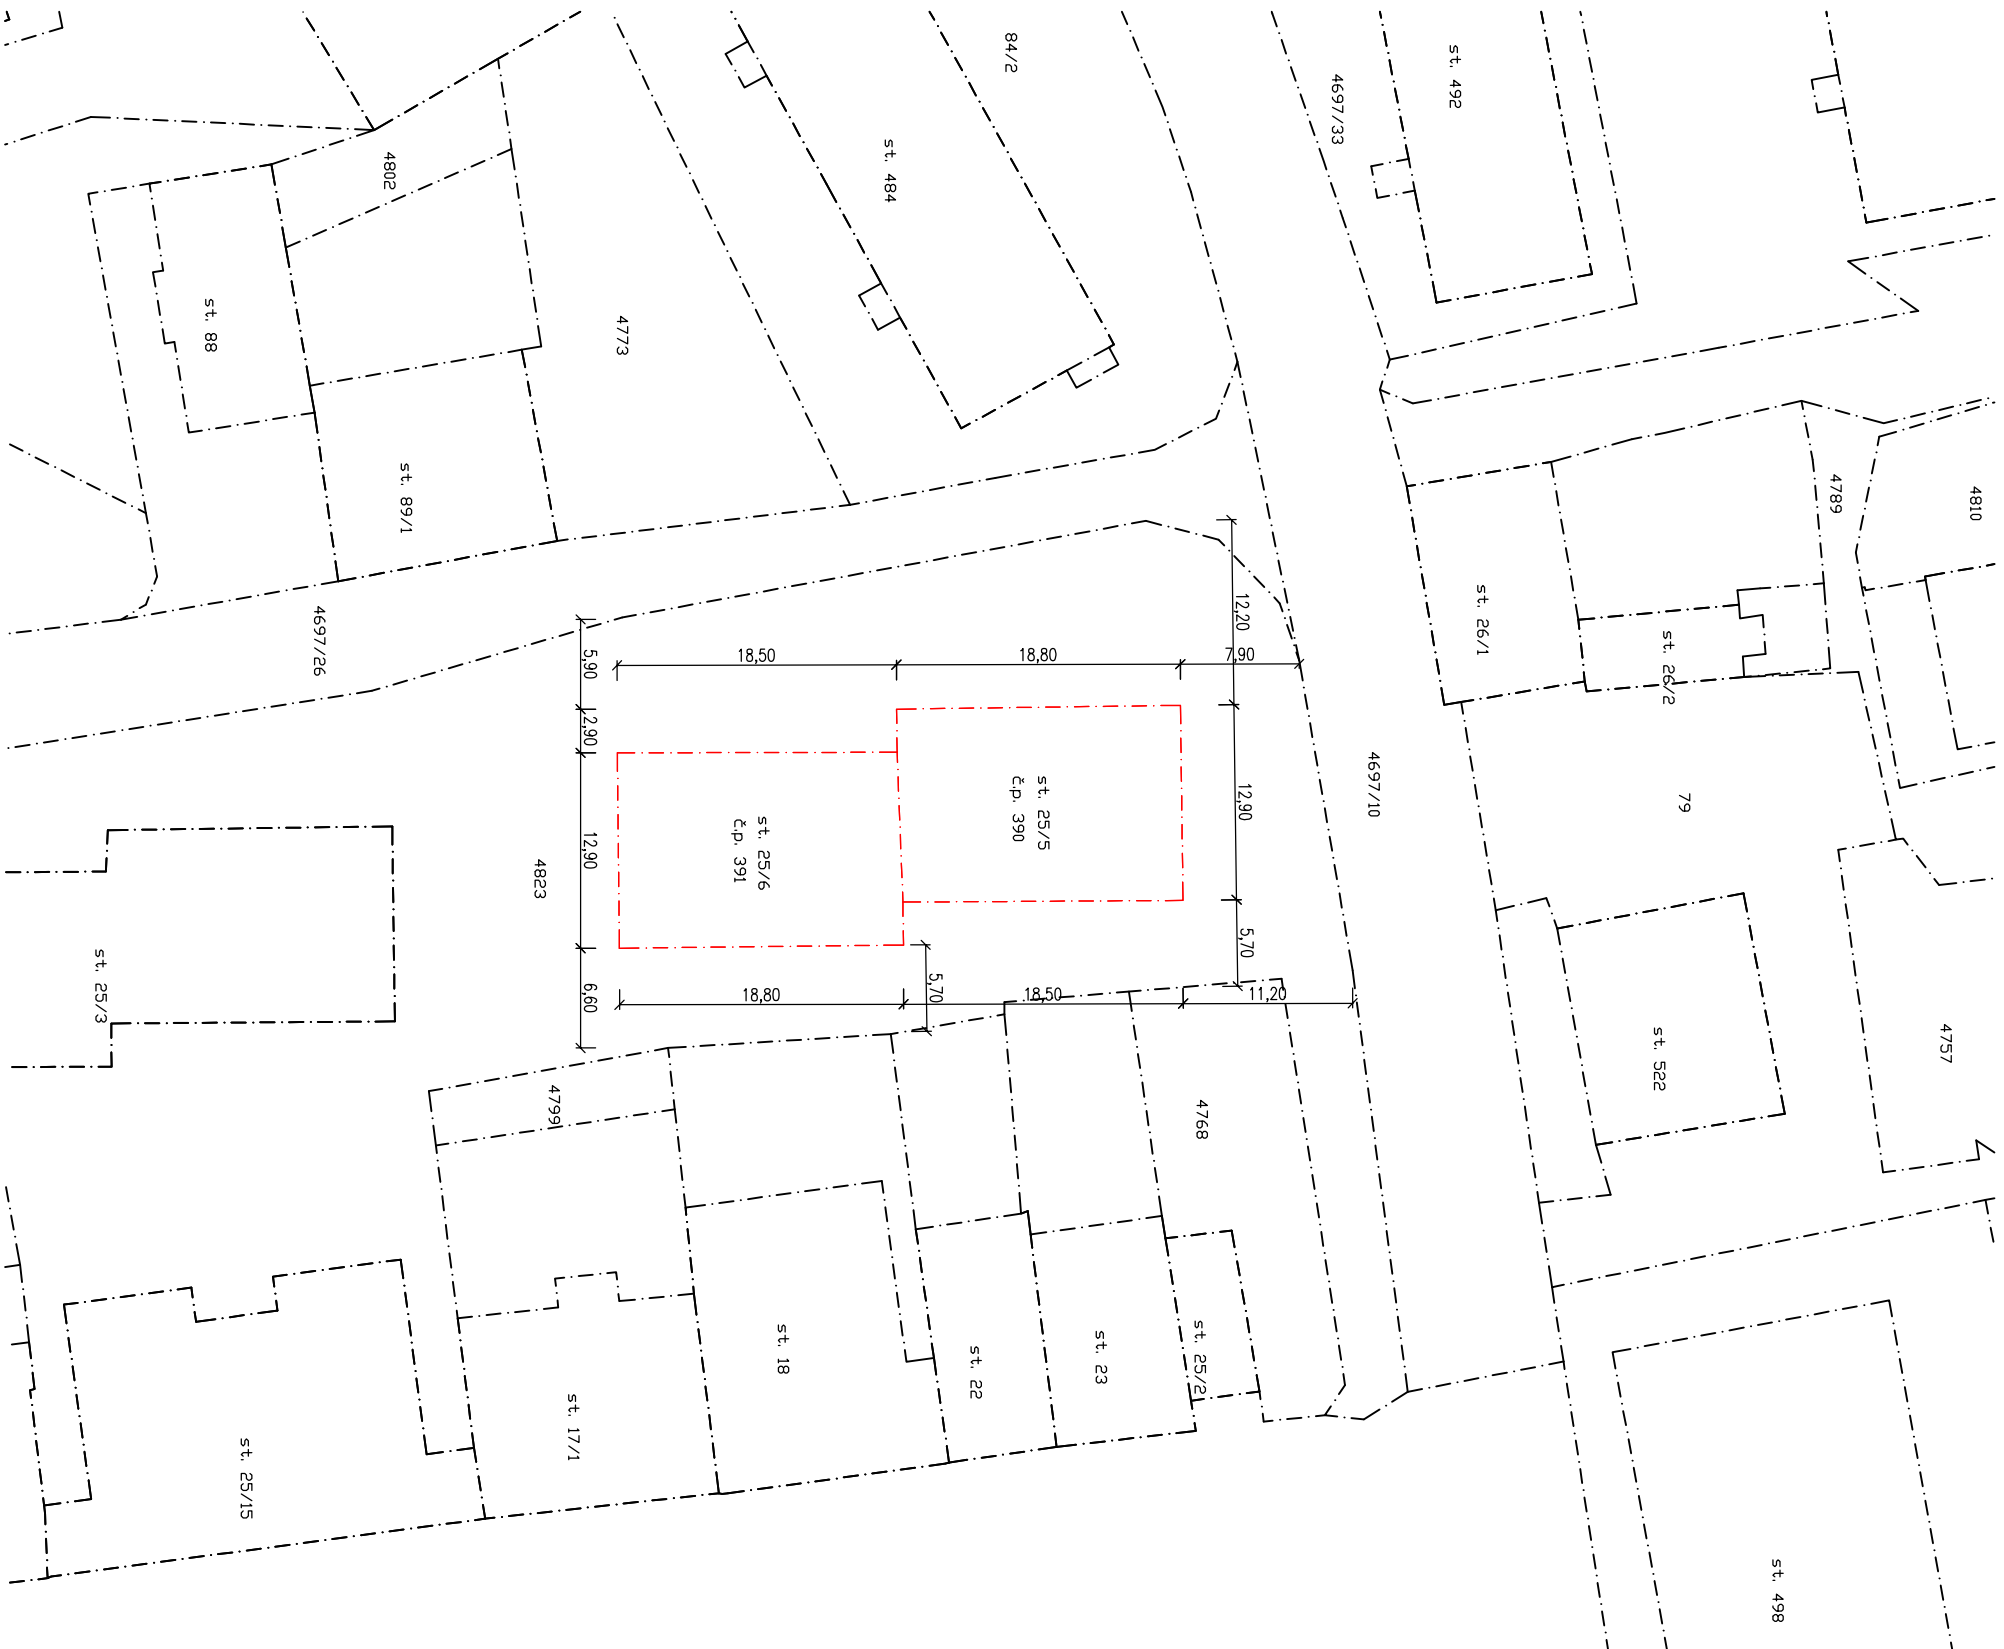 84/2
4697/33
st. 492
st. 484
4802
st. 88
4773
st. 89/1
4697/26
4789
4810
st. 26/1
st. 26/2
12,20
7,90
18,50
18,80
5,90
2,90
12,90
12,90
4697/10
79
st. 25/5
č.p. 390
st. 25/6
č.p. 391
4823
st. 25/3
5,70
5,70
6,60
18,80
18,50
11,20
st. 522
4757
4799
4768
st. 18
st. 22
st. 23
st. 25/2
st. 17/1
st. 25/15
st. 498